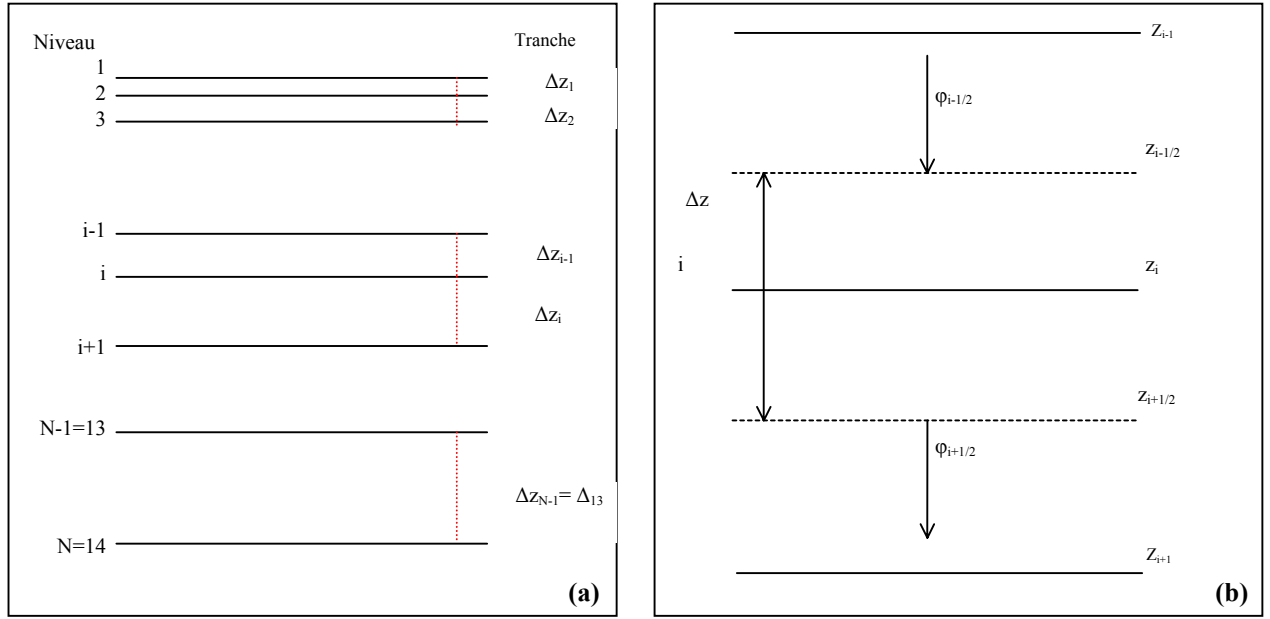 Niveau
Tranche
1
Δz₁
2
Δz₂
3
i-1
Δzᵢ₋₁
i
Δzᵢ
i+1
N-1=13
Δz_N-1= Δ₁₃
N=14
(a)
Zᵢ₋₁
φᵢ₋₁/₂
zᵢ₋₁/₂
Δz
i
zᵢ
zᵢ₊₁/₂
φᵢ₊₁/₂
Zᵢ₊₁
(b)